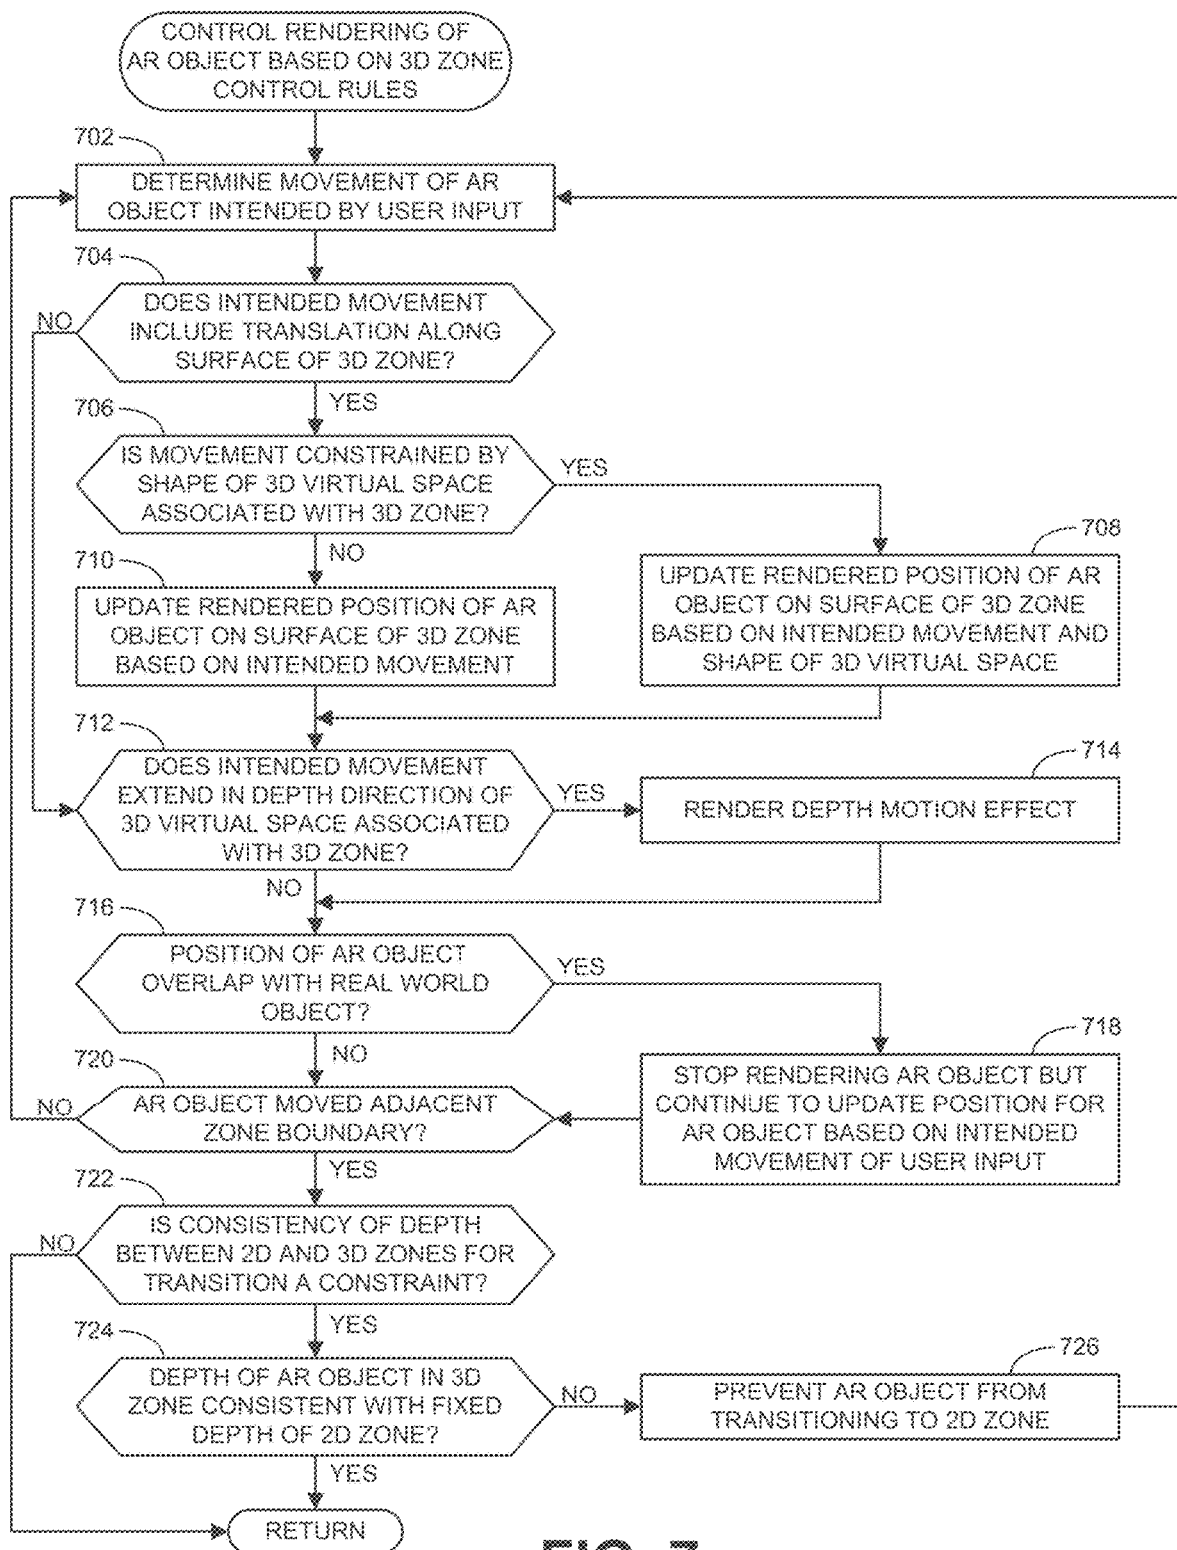 CONTROL RENDERING OF
AR OBJECT BASED ON 3D ZONE
CONTROL RULES
702
DETERMINE MOVEMENT OF AR
OBJECT INTENDED BY USER INPUT
704
DOES INTENDED MOVEMENT
INCLUDE TRANSLATION ALONG
SURFACE OF 3D ZONE?
NO
YES
706
IS MOVEMENT CONSTRAINED BY
SHAPE OF 3D VIRTUAL SPACE
ASSOCIATED WITH 3D ZONE?
YES
NO
708
UPDATE RENDERED POSITION OF AR
OBJECT ON SURFACE OF 3D ZONE
BASED ON INTENDED MOVEMENT AND
SHAPE OF 3D VIRTUAL SPACE
710
UPDATE RENDERED POSITION OF AR
OBJECT ON SURFACE OF 3D ZONE
BASED ON INTENDED MOVEMENT
712
DOES INTENDED MOVEMENT
EXTEND IN DEPTH DIRECTION OF
3D VIRTUAL SPACE ASSOCIATED
WITH 3D ZONE?
YES
NO
714
RENDER DEPTH MOTION EFFECT
716
POSITION OF AR OBJECT
OVERLAP WITH REAL WORLD
OBJECT?
YES
NO
718
STOP RENDERING AR OBJECT BUT
CONTINUE TO UPDATE POSITION FOR
AR OBJECT BASED ON INTENDED
MOVEMENT OF USER INPUT
720
AR OBJECT MOVED ADJACENT
ZONE BOUNDARY?
NO
YES
722
IS CONSISTENCY OF DEPTH
BETWEEN 2D AND 3D ZONES FOR
TRANSITION A CONSTRAINT?
NO
YES
724
DEPTH OF AR OBJECT IN 3D
ZONE CONSISTENT WITH FIXED
DEPTH OF 2D ZONE?
NO
YES
726
PREVENT AR OBJECT FROM
TRANSITIONING TO 2D ZONE
RETURN